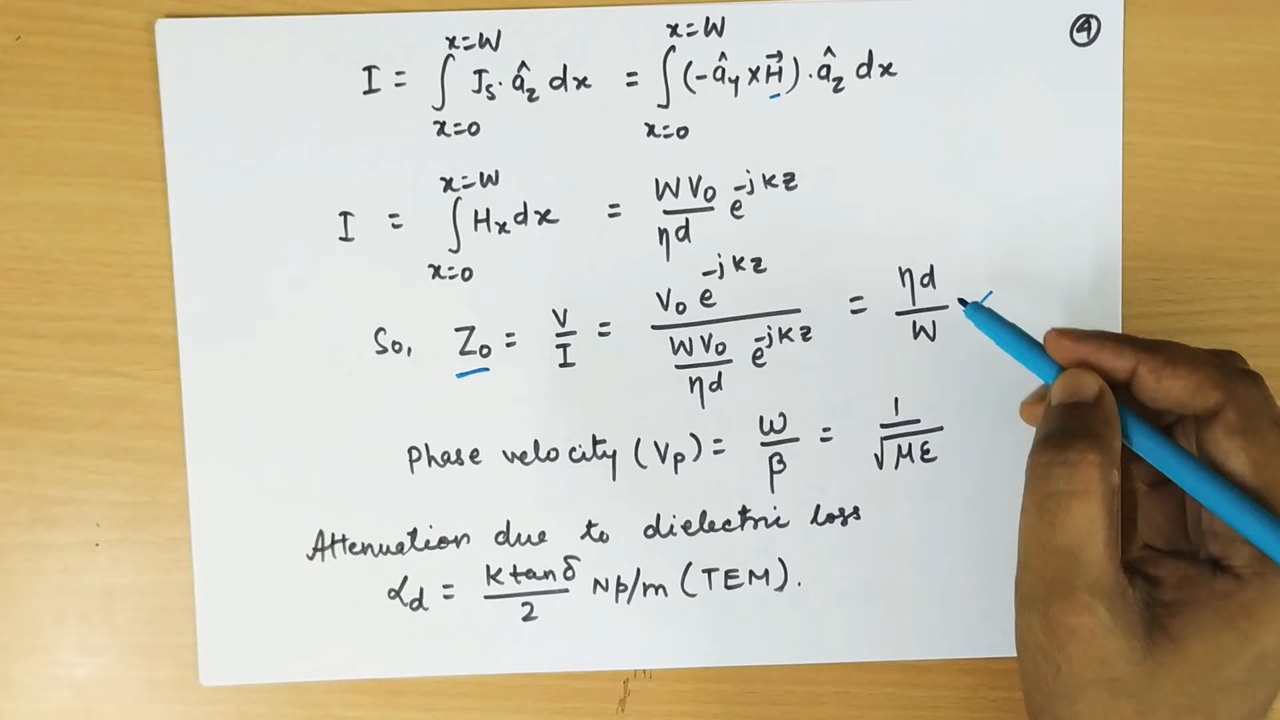 ④
I = ∫_{x=0}^{x=W} J_s · â_z dx = ∫_{x=0}^{x=W} (-â_y × H⃗) · â_z dx
I = ∫_{x=0}^{x=W} H_x dx = (W V_0 / ηd) e^{-jkz}
So, Z_0 = V/I = (V_0 e^{-jkz}) / ((W V_0 / ηd) e^{-jkz}) = ηd / W
Phase velocity (V_p) = ω/β = 1/√(με)
Attenuation due to dielectric loss
α_d = (k tan δ)/2 Np/m (TEM).